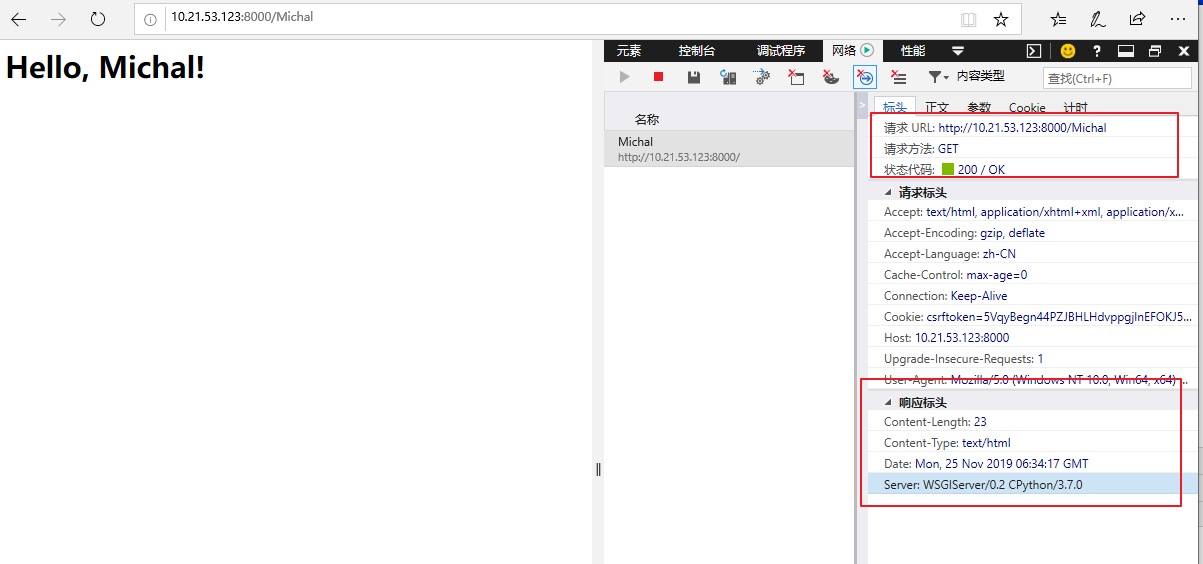 10.21.53.123:8000/Michal
Hello, Michal!
元素 控制台 调试程序 网络 性能
内容类型 查找(Ctrl+F)
名称
Michal
http://10.21.53.123:8000/
标头 正文 参数 Cookie 计时
请求 URL: http://10.21.53.123:8000/Michal
请求方法: GET
状态代码: 200 / OK
请求标头
Accept: text/html, application/xhtml+xml, application/x...
Accept-Encoding: gzip, deflate
Accept-Language: zh-CN
Cache-Control: max-age=0
Connection: Keep-Alive
Cookie: csrftoken=5VqyBegn44PZJBHLHdvppgjInEFOKJ5...
Host: 10.21.53.123:8000
Upgrade-Insecure-Requests: 1
User-Agent: Mozilla/5.0 (Windows NT 10.0; Win64; x64) ...
响应标头
Content-Length: 23
Content-Type: text/html
Date: Mon, 25 Nov 2019 06:34:17 GMT
Server: WSGIServer/0.2 CPython/3.7.0